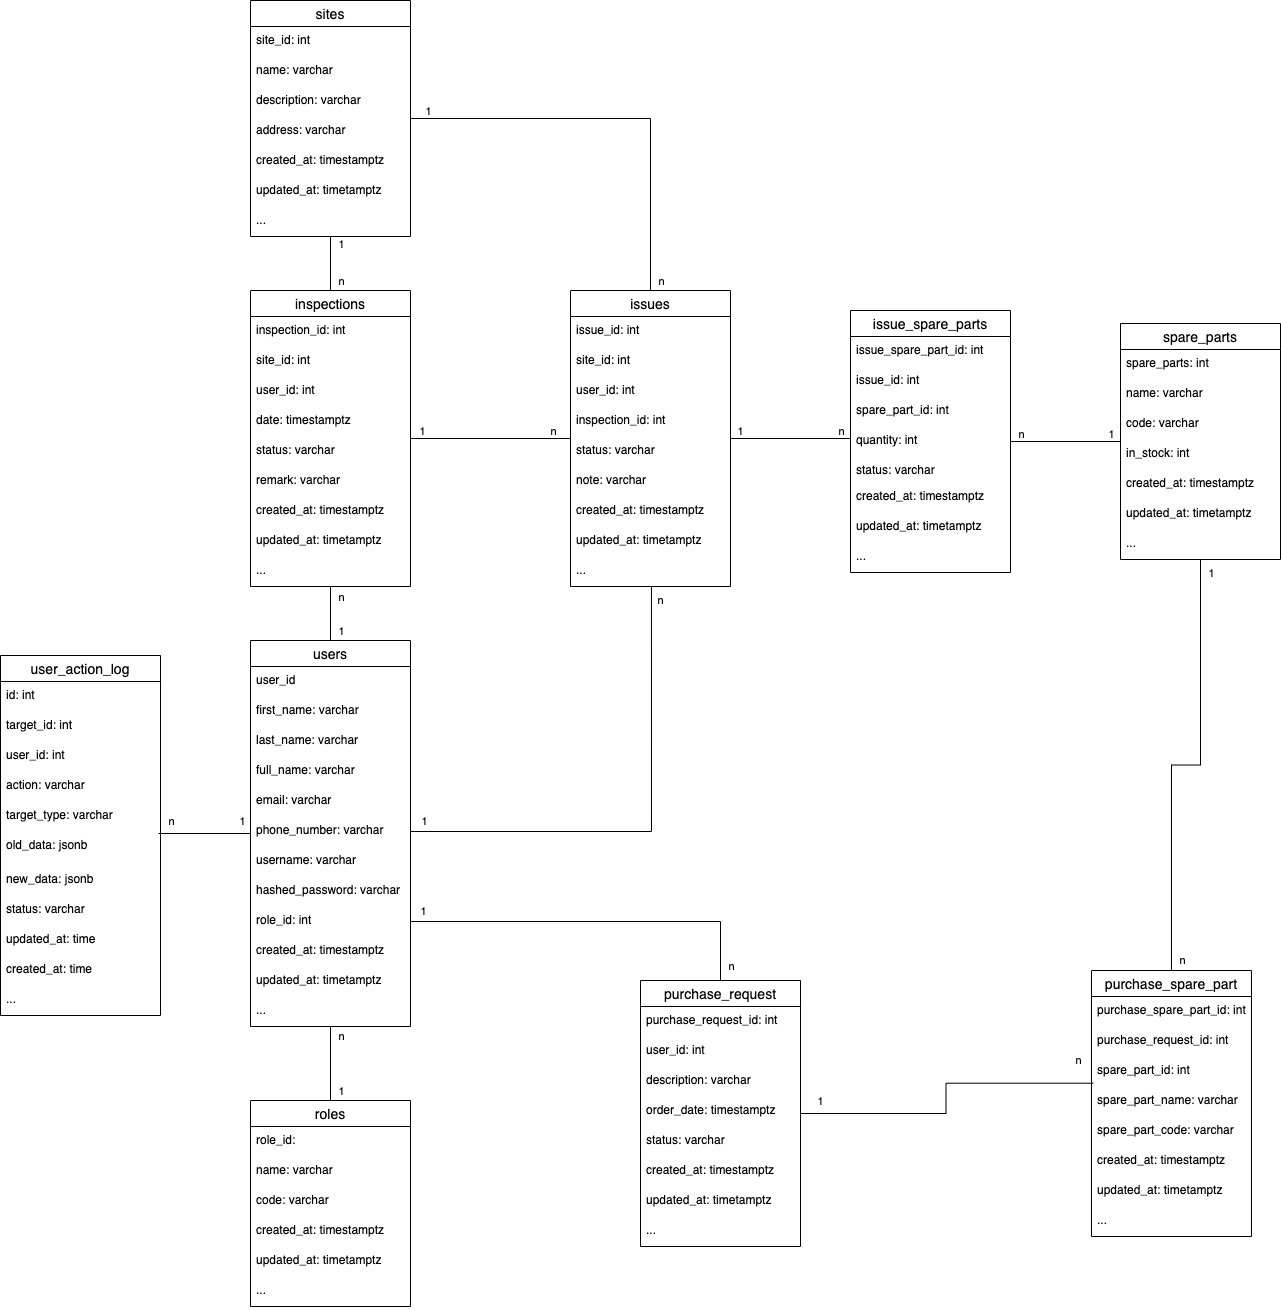 sites
site_id: int
name: varchar
description: varchar
address: varchar
created_at: timestamptz
updated_at: timetamptz
...
1
n
1
n
inspections
inspection_id: int
site_id: int
user_id: int
date: timestamptz
status: varchar
remark: varchar
created_at: timestamptz
updated_at: timetamptz
...
1
n
issues
issue_id: int
site_id: int
user_id: int
inspection_id: int
status: varchar
note: varchar
created_at: timestamptz
updated_at: timetamptz
...
1
n
issue_spare_parts
issue_spare_part_id: int
issue_id: int
spare_part_id: int
quantity: int
status: varchar
created_at: timestamptz
updated_at: timetamptz
...
n
1
spare_parts
spare_parts: int
name: varchar
code: varchar
in_stock: int
created_at: timestamptz
updated_at: timetamptz
...
1
n
n
1
n
1
user_action_log
id: int
target_id: int
user_id: int
action: varchar
target_type: varchar
old_data: jsonb
new_data: jsonb
status: varchar
updated_at: time
created_at: time
...
n
1
users
user_id
first_name: varchar
last_name: varchar
full_name: varchar
email: varchar
phone_number: varchar
username: varchar
hashed_password: varchar
role_id: int
created_at: timestamptz
updated_at: timetamptz
...
1
n
n
1
roles
role_id:
name: varchar
code: varchar
created_at: timestamptz
updated_at: timetamptz
...
purchase_request
purchase_request_id: int
user_id: int
description: varchar
order_date: timestamptz
status: varchar
created_at: timestamptz
updated_at: timetamptz
...
1
n
purchase_spare_part
purchase_spare_part_id: int
purchase_request_id: int
spare_part_id: int
spare_part_name: varchar
spare_part_code: varchar
created_at: timestamptz
updated_at: timetamptz
...